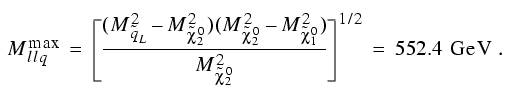 $M_{llq}^{\max} = \left[ \frac{(M_{\tilde{q}_L}^2 - M_{\tilde{\chi}_2^0}^2)(M_{\tilde{\chi}_2^0}^2 - M_{\tilde{\chi}_1^0}^2)}{M_{\tilde{\chi}_2^0}^2} \right]^{1/2} = 552.4 \text{ GeV} .$